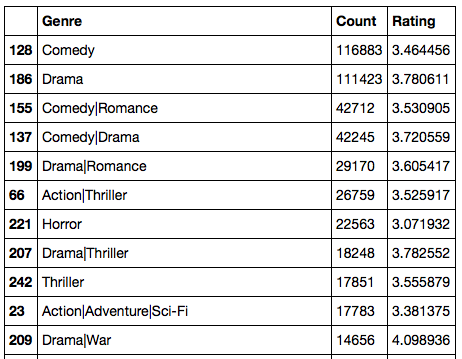 Genre Count Rating
128 Comedy 116883 3.464456
186 Drama 111423 3.780611
155 Comedy|Romance 42712 3.530905
137 Comedy|Drama 42245 3.720559
199 Drama|Romance 29170 3.605417
66 Action|Thriller 26759 3.525917
221 Horror 22563 3.071932
207 Drama|Thriller 18248 3.782552
242 Thriller 17851 3.555879
23 Action|Adventure|Sci-Fi 17783 3.381375
209 Drama|War 14656 4.098936